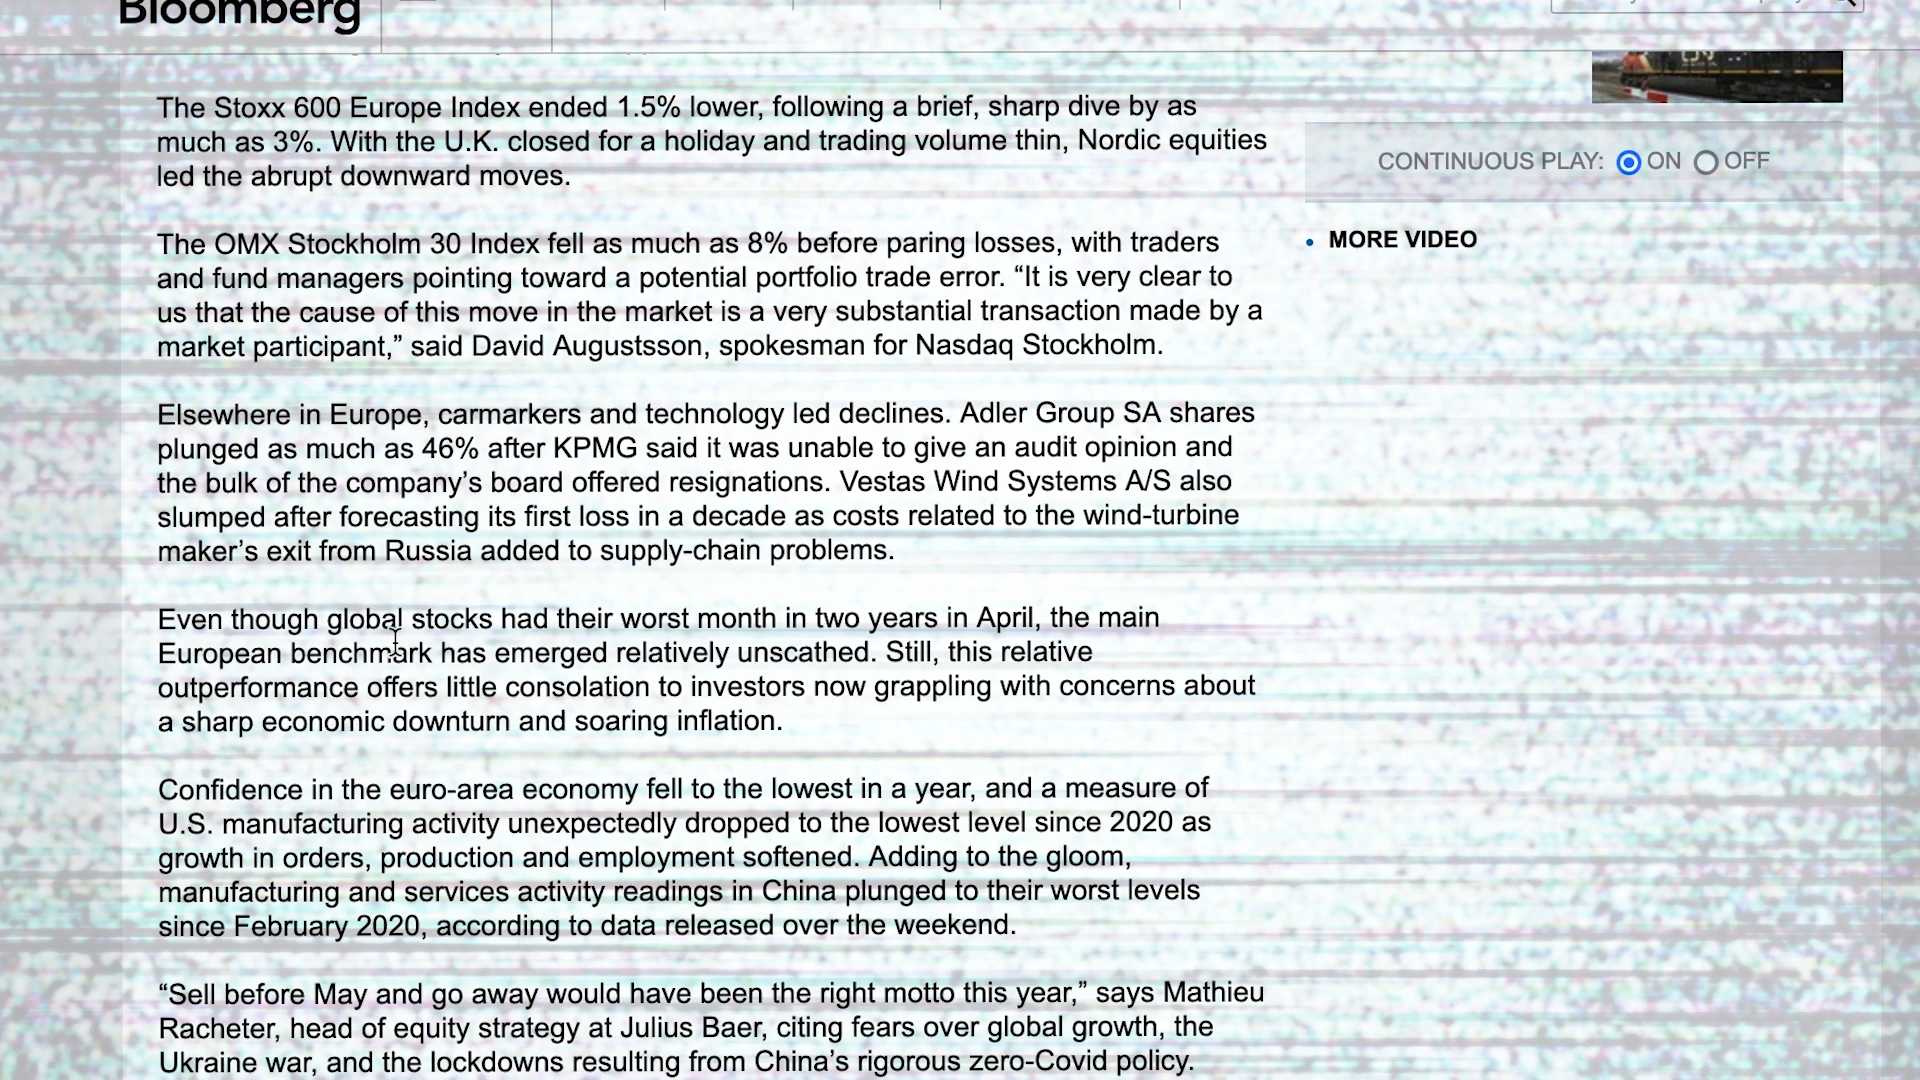 Bloomberg
The Stoxx 600 Europe Index ended 1.5% lower, following a brief, sharp dive by as
much as 3%. With the U.K. closed for a holiday and trading volume thin, Nordic equities
led the abrupt downward moves.
The OMX Stockholm 30 Index fell as much as 8% before paring losses, with traders
and fund managers pointing toward a potential portfolio trade error. “It is very clear to
us that the cause of this move in the market is a very substantial transaction made by a
market participant,” said David Augustsson, spokesman for Nasdaq Stockholm.
Elsewhere in Europe, carmarkers and technology led declines. Adler Group SA shares
plunged as much as 46% after KPMG said it was unable to give an audit opinion and
the bulk of the company’s board offered resignations. Vestas Wind Systems A/S also
slumped after forecasting its first loss in a decade as costs related to the wind-turbine
maker’s exit from Russia added to supply-chain problems.
Even though global stocks had their worst month in two years in April, the main
European benchmark has emerged relatively unscathed. Still, this relative
outperformance offers little consolation to investors now grappling with concerns about
a sharp economic downturn and soaring inflation.
Confidence in the euro-area economy fell to the lowest in a year, and a measure of
U.S. manufacturing activity unexpectedly dropped to the lowest level since 2020 as
growth in orders, production and employment softened. Adding to the gloom,
manufacturing and services activity readings in China plunged to their worst levels
since February 2020, according to data released over the weekend.
“Sell before May and go away would have been the right motto this year,” says Mathieu
Racheter, head of equity strategy at Julius Baer, citing fears over global growth, the
Ukraine war, and the lockdowns resulting from China’s rigorous zero-Covid policy.
CONTINUOUS PLAY: ON OFF
MORE VIDEO